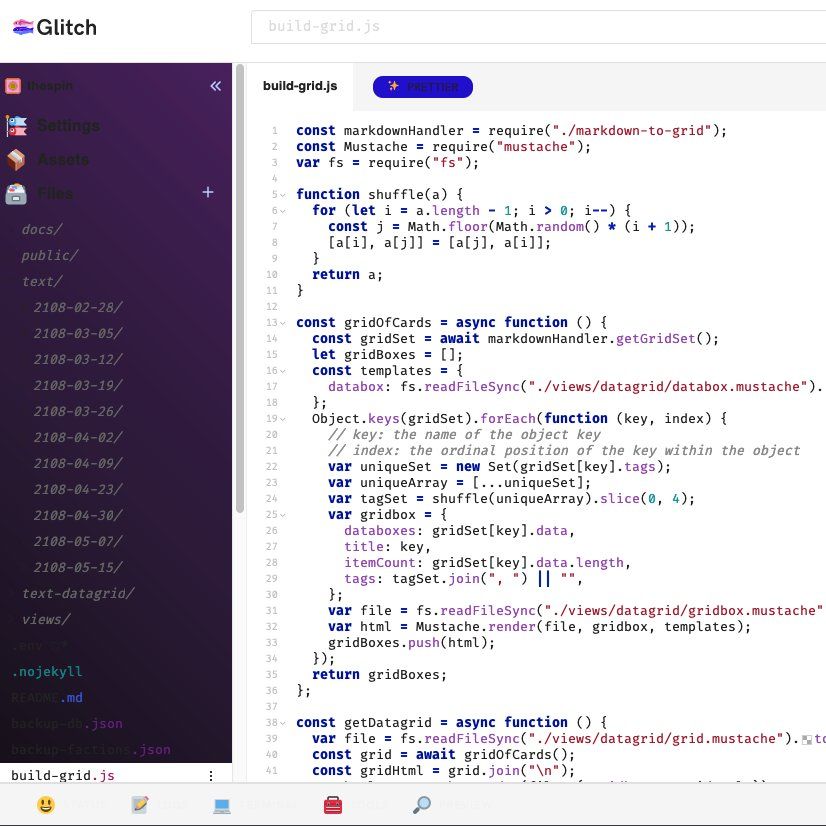 Glitch
build-grid.js
thespin
«
build-grid.js
PRETTIER
Settings
Assets
Files +
docs/
public/
text/
2108-02-28/
2108-03-05/
2108-03-12/
2108-03-19/
2108-03-26/
2108-04-02/
2108-04-09/
2108-04-23/
2108-04-30/
2108-05-07/
2108-05-15/
text-datagrid/
views/
.env
.nojekyll
README.md
backup-db.json
backup-factions.json
build-grid.js
1 const markdownHandler = require("./markdown-to-grid");
2 const Mustache = require("mustache");
3 var fs = require("fs");
4
5 function shuffle(a) {
6 for (let i = a.length - 1; i > 0; i--) {
7 const j = Math.floor(Math.random() * (i + 1));
8 [a[i], a[j]] = [a[j], a[i]];
9 }
10 return a;
11 }
12
13 const gridOfCards = async function () {
14 const gridSet = await markdownHandler.getGridSet();
15 let gridBoxes = [];
16 const templates = {
17 databox: fs.readFileSync("./views/datagrid/databox.mustache").
18 };
19 Object.keys(gridSet).forEach(function (key, index) {
20 // key: the name of the object key
21 // index: the ordinal position of the key within the object
22 var uniqueSet = new Set(gridSet[key].tags);
23 var uniqueArray = [...uniqueSet];
24 var tagSet = shuffle(uniqueArray).slice(0, 4);
25 var gridbox = {
26 databoxes: gridSet[key].data,
27 title: key,
28 itemCount: gridSet[key].data.length,
29 tags: tagSet.join(", ") || "",
30 };
31 var file = fs.readFileSync("./views/datagrid/gridbox.mustache"
32 var html = Mustache.render(file, gridbox, templates);
33 gridBoxes.push(html);
34 });
35 return gridBoxes;
36 };
37
38 const getDatagrid = async function () {
39 var file = fs.readFileSync("./views/datagrid/grid.mustache").to
40 const grid = await gridOfCards();
41 const gridHtml = grid.join("\n");